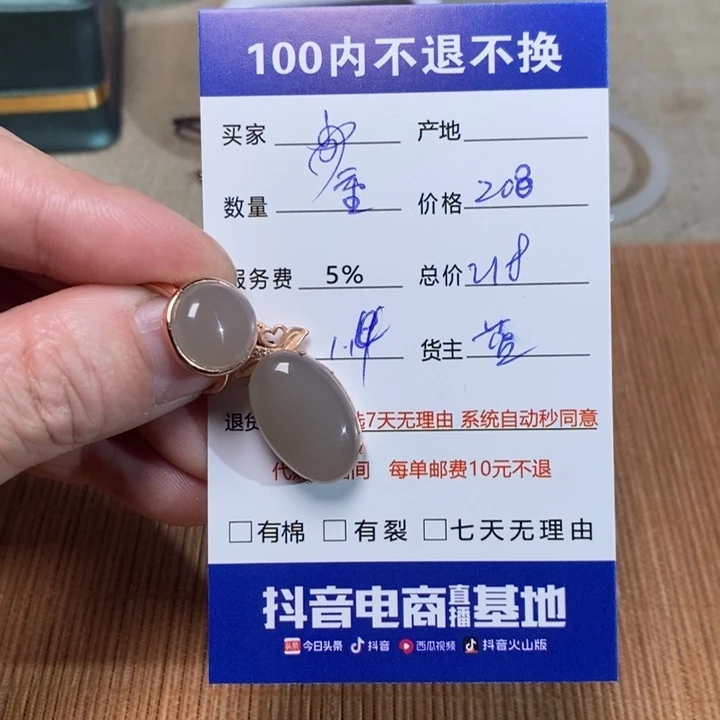 100内不退不换
买家 产地
数量 价格 208
服务费 5% 总价 218
货主
退货 7天无理由 系统自动秒同意
每单邮费10元不退
□有棉 □有裂 □七天无理由
抖音电商直播基地
头条 今日头条 抖音 西瓜视频 抖音火山版